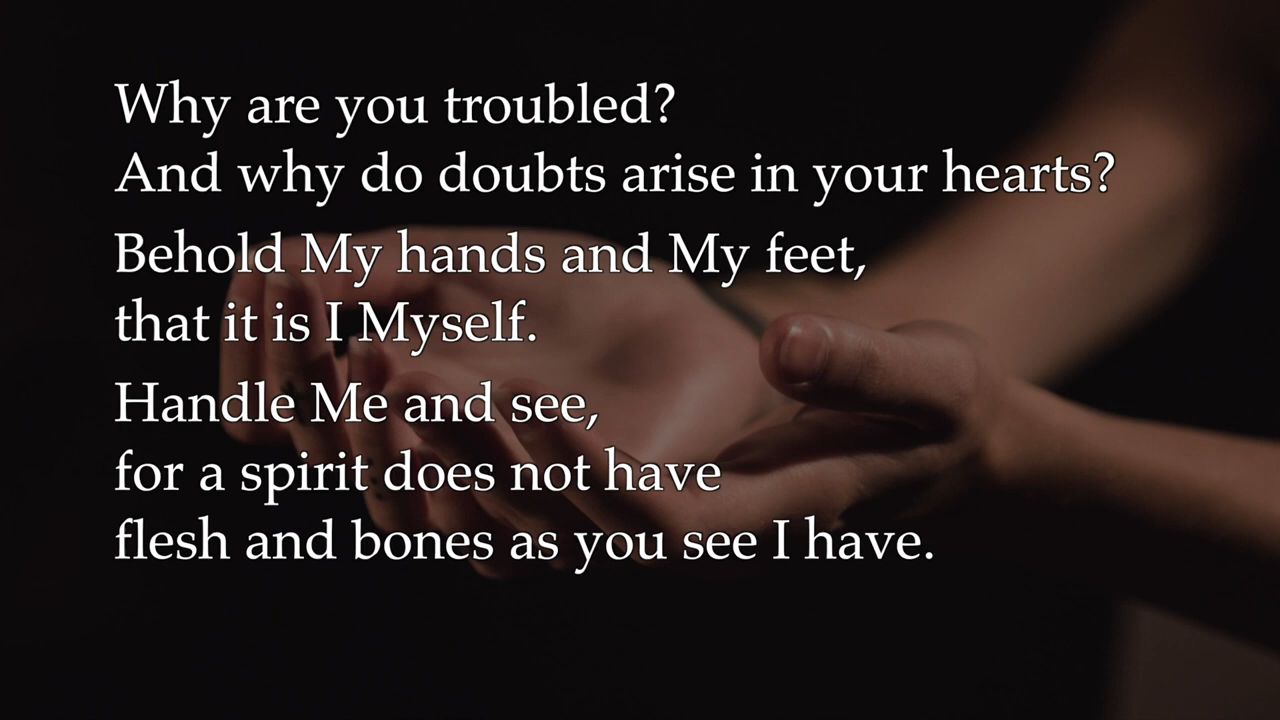 Why are you troubled?
And why do doubts arise in your hearts?
Behold My hands and My feet,
that it is I Myself.
Handle Me and see,
for a spirit does not have
flesh and bones as you see I have.